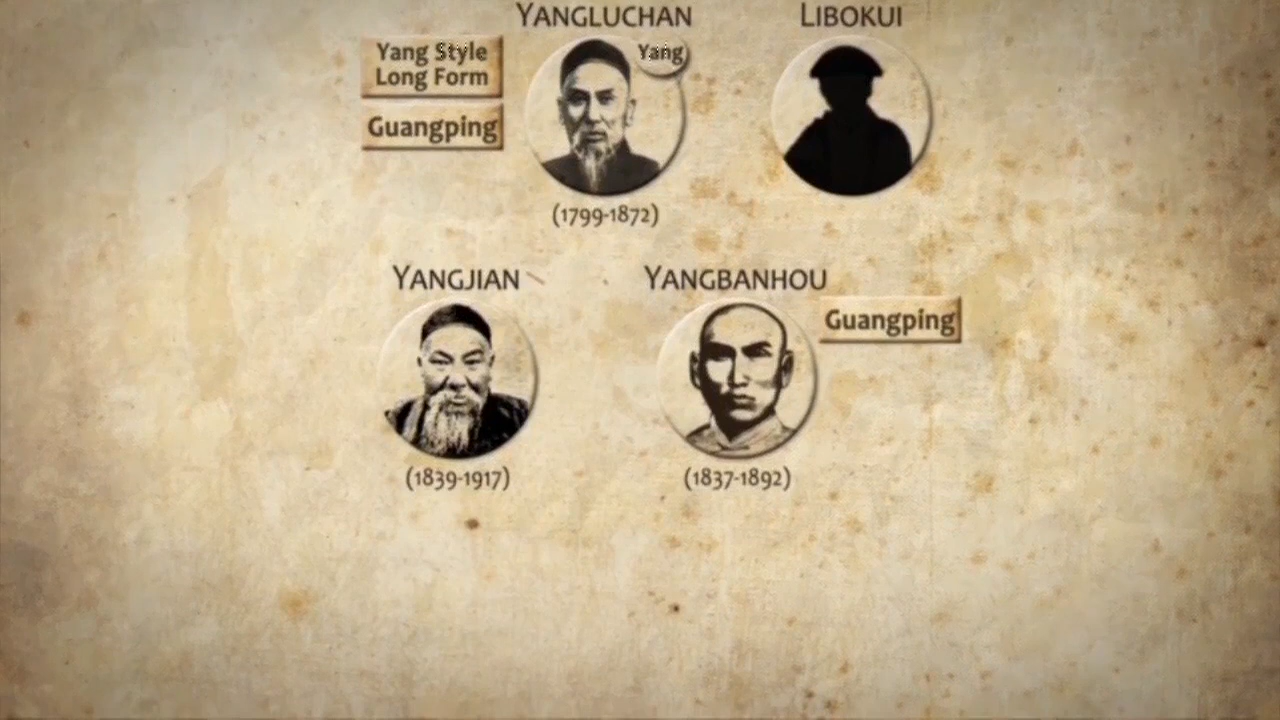 YANGLUCHAN
LIBOKUI
Yang Style
Long Form
Yang
Guangping
(1799-1872)
YANGJIAN
YANGBANHOU
Guangping
(1839-1917)
(1837-1892)